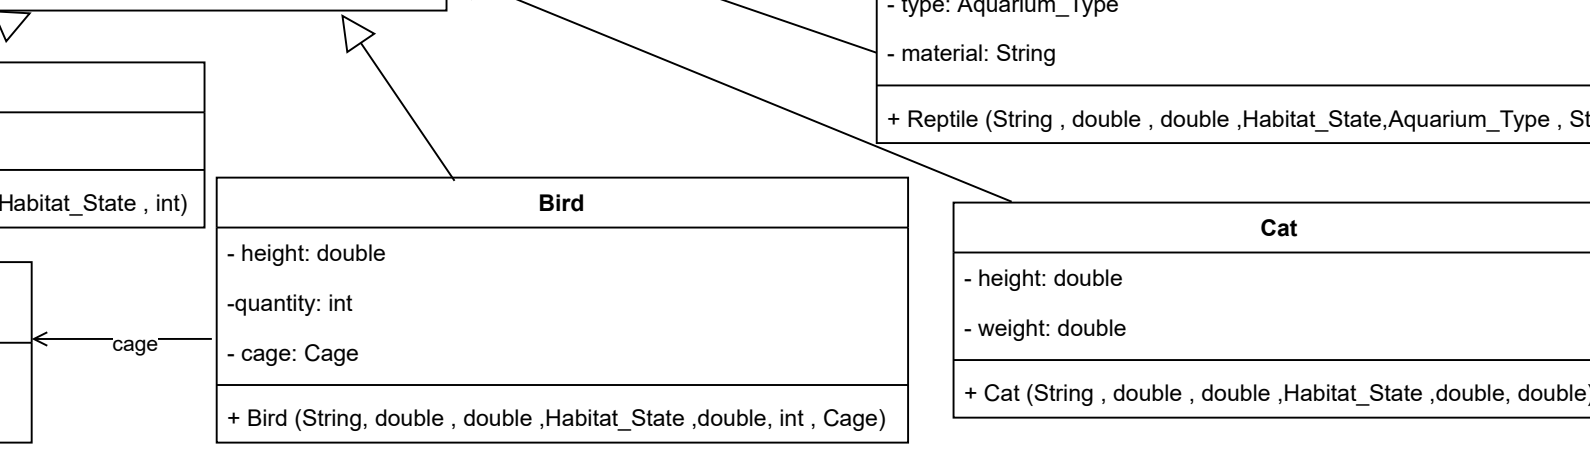 - type: Aquarium_Type
- material: String
+ Reptile (String , double , double ,Habitat_State,Aquarium_Type , St
Habitat_State , int)
Bird
- height: double
-quantity: int
- cage: Cage
+ Bird (String, double , double ,Habitat_State ,double, int , Cage)
cage
Cat
- height: double
- weight: double
+ Cat (String , double , double ,Habitat_State ,double, double)